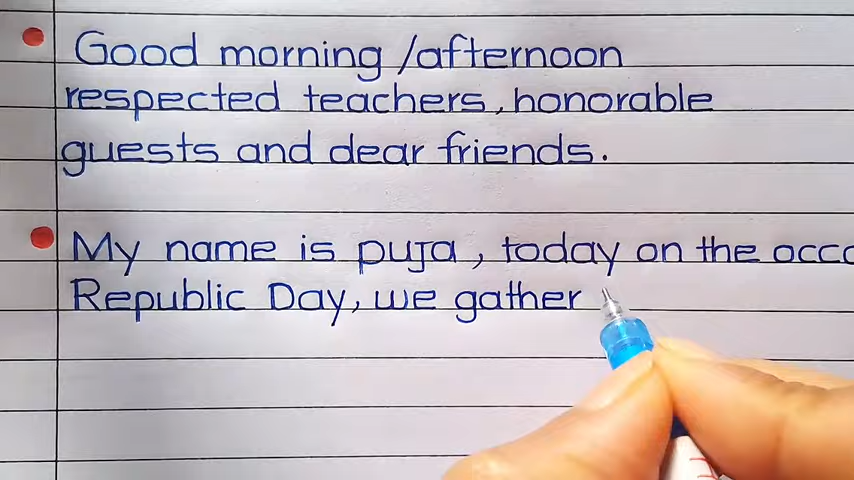 Good morning /afternoon
respected teachers, honorable
guests and dear friends.
My name is puja, today on the
Republic Day, we gather